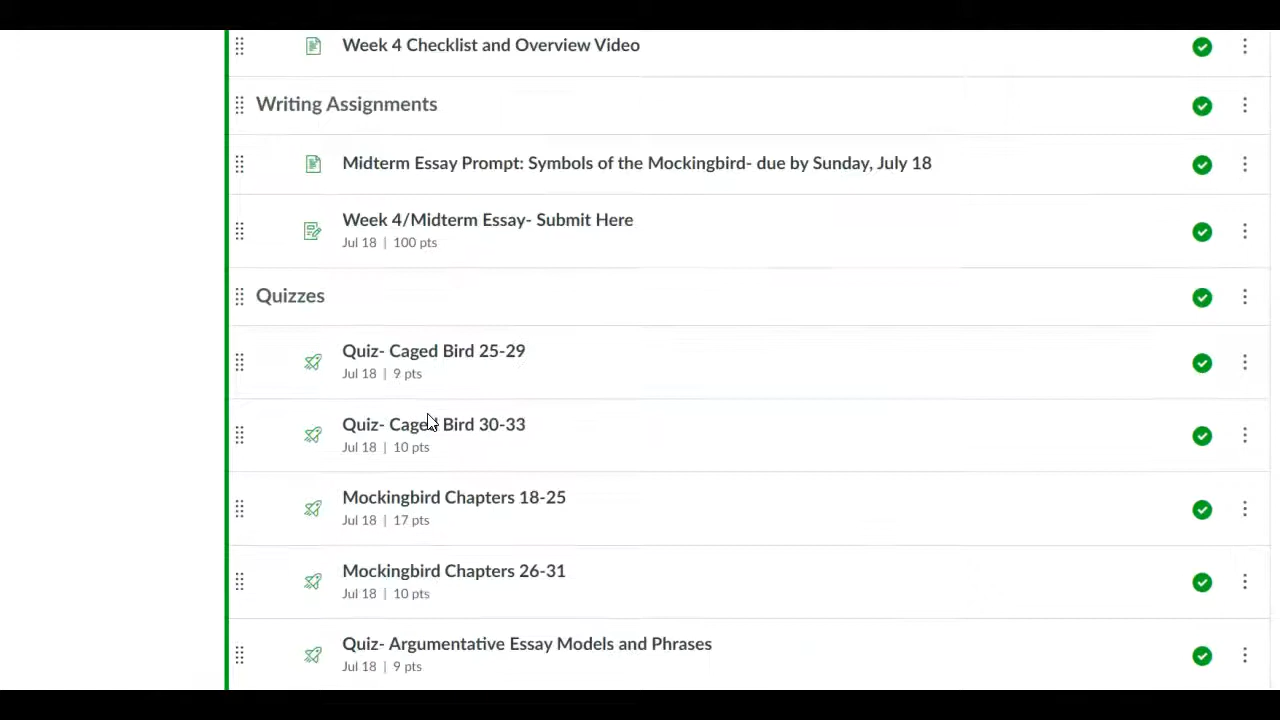 Week 4 Checklist and Overview Video
Writing Assignments
Midterm Essay Prompt: Symbols of the Mockingbird- due by Sunday, July 18
Week 4/Midterm Essay- Submit Here
Jul 18 | 100 pts
Quizzes
Quiz- Caged Bird 25-29
Jul 18 | 9 pts
Quiz- Caged Bird 30-33
Jul 18 | 10 pts
Mockingbird Chapters 18-25
Jul 18 | 17 pts
Mockingbird Chapters 26-31
Jul 18 | 10 pts
Quiz- Argumentative Essay Models and Phrases
Jul 18 | 9 pts